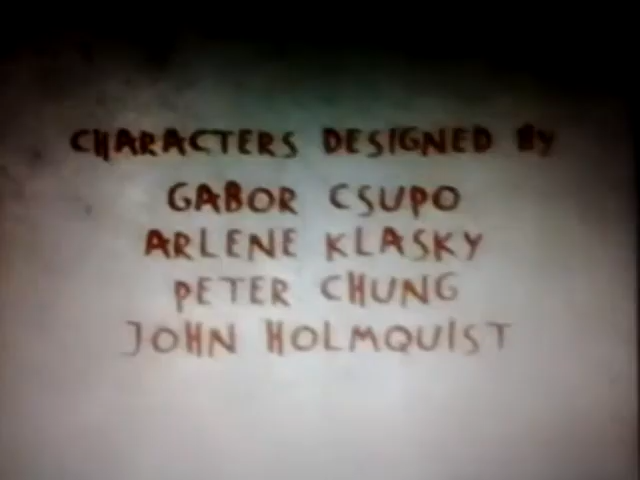 CHARACTERS DESIGNED BY
GABOR CSUPO
ARLENE KLASKY
PETER CHUNG
JOHN HOLMQUIST